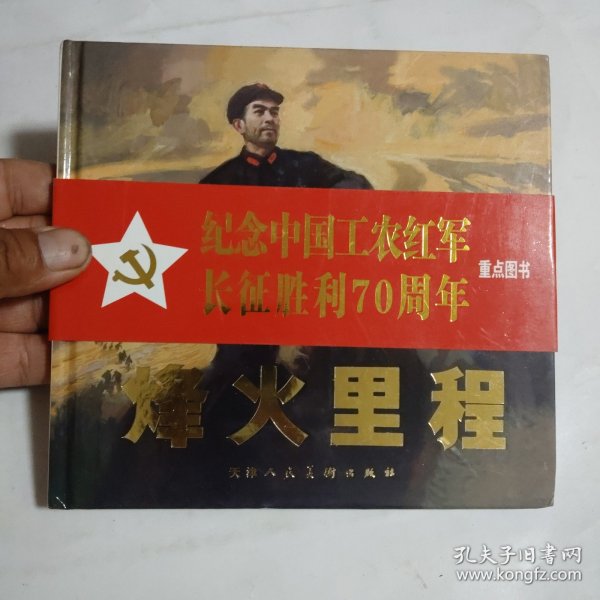 纪念中国工农红军
长征胜利70周年
重点图书
烽火里程
天津人民美术出版社
孔夫子旧书网
www.kongfz.com